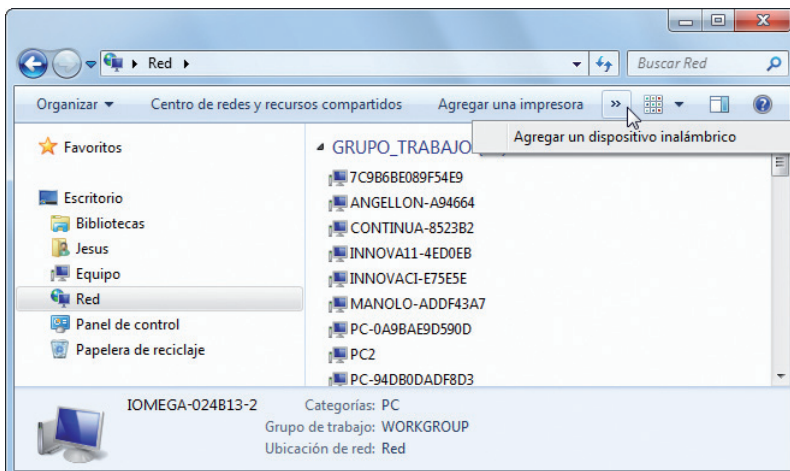 Red
Buscar Red
Organizar
Centro de redes y recursos compartidos
Agregar una impresora
»
Agregar un dispositivo inalámbrico
Favoritos
Escritorio
Bibliotecas
Jesus
Equipo
Red
Panel de control
Papelera de reciclaje
GRUPO_TRABAJO
7C9B6BE089F54E9
ANGELLON-A94664
CONTINUA-8523B2
INNOVA11-4ED0EB
INNOVACI-E75E5E
MANOLO-ADDF43A7
PC-0A9BAE9D590D
PC2
PC-94DB0DADF8D3
IOMEGA-024B13-2
Categorías: PC
Grupo de trabajo: WORKGROUP
Ubicación de red: Red